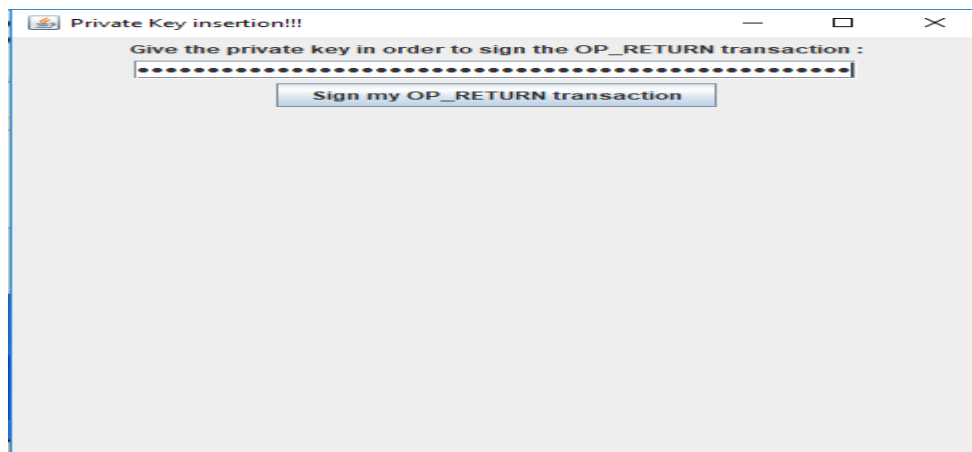 Private Key insertion!!!
Give the private key in order to sign the OP_RETURN transaction :
Sign my OP_RETURN transaction